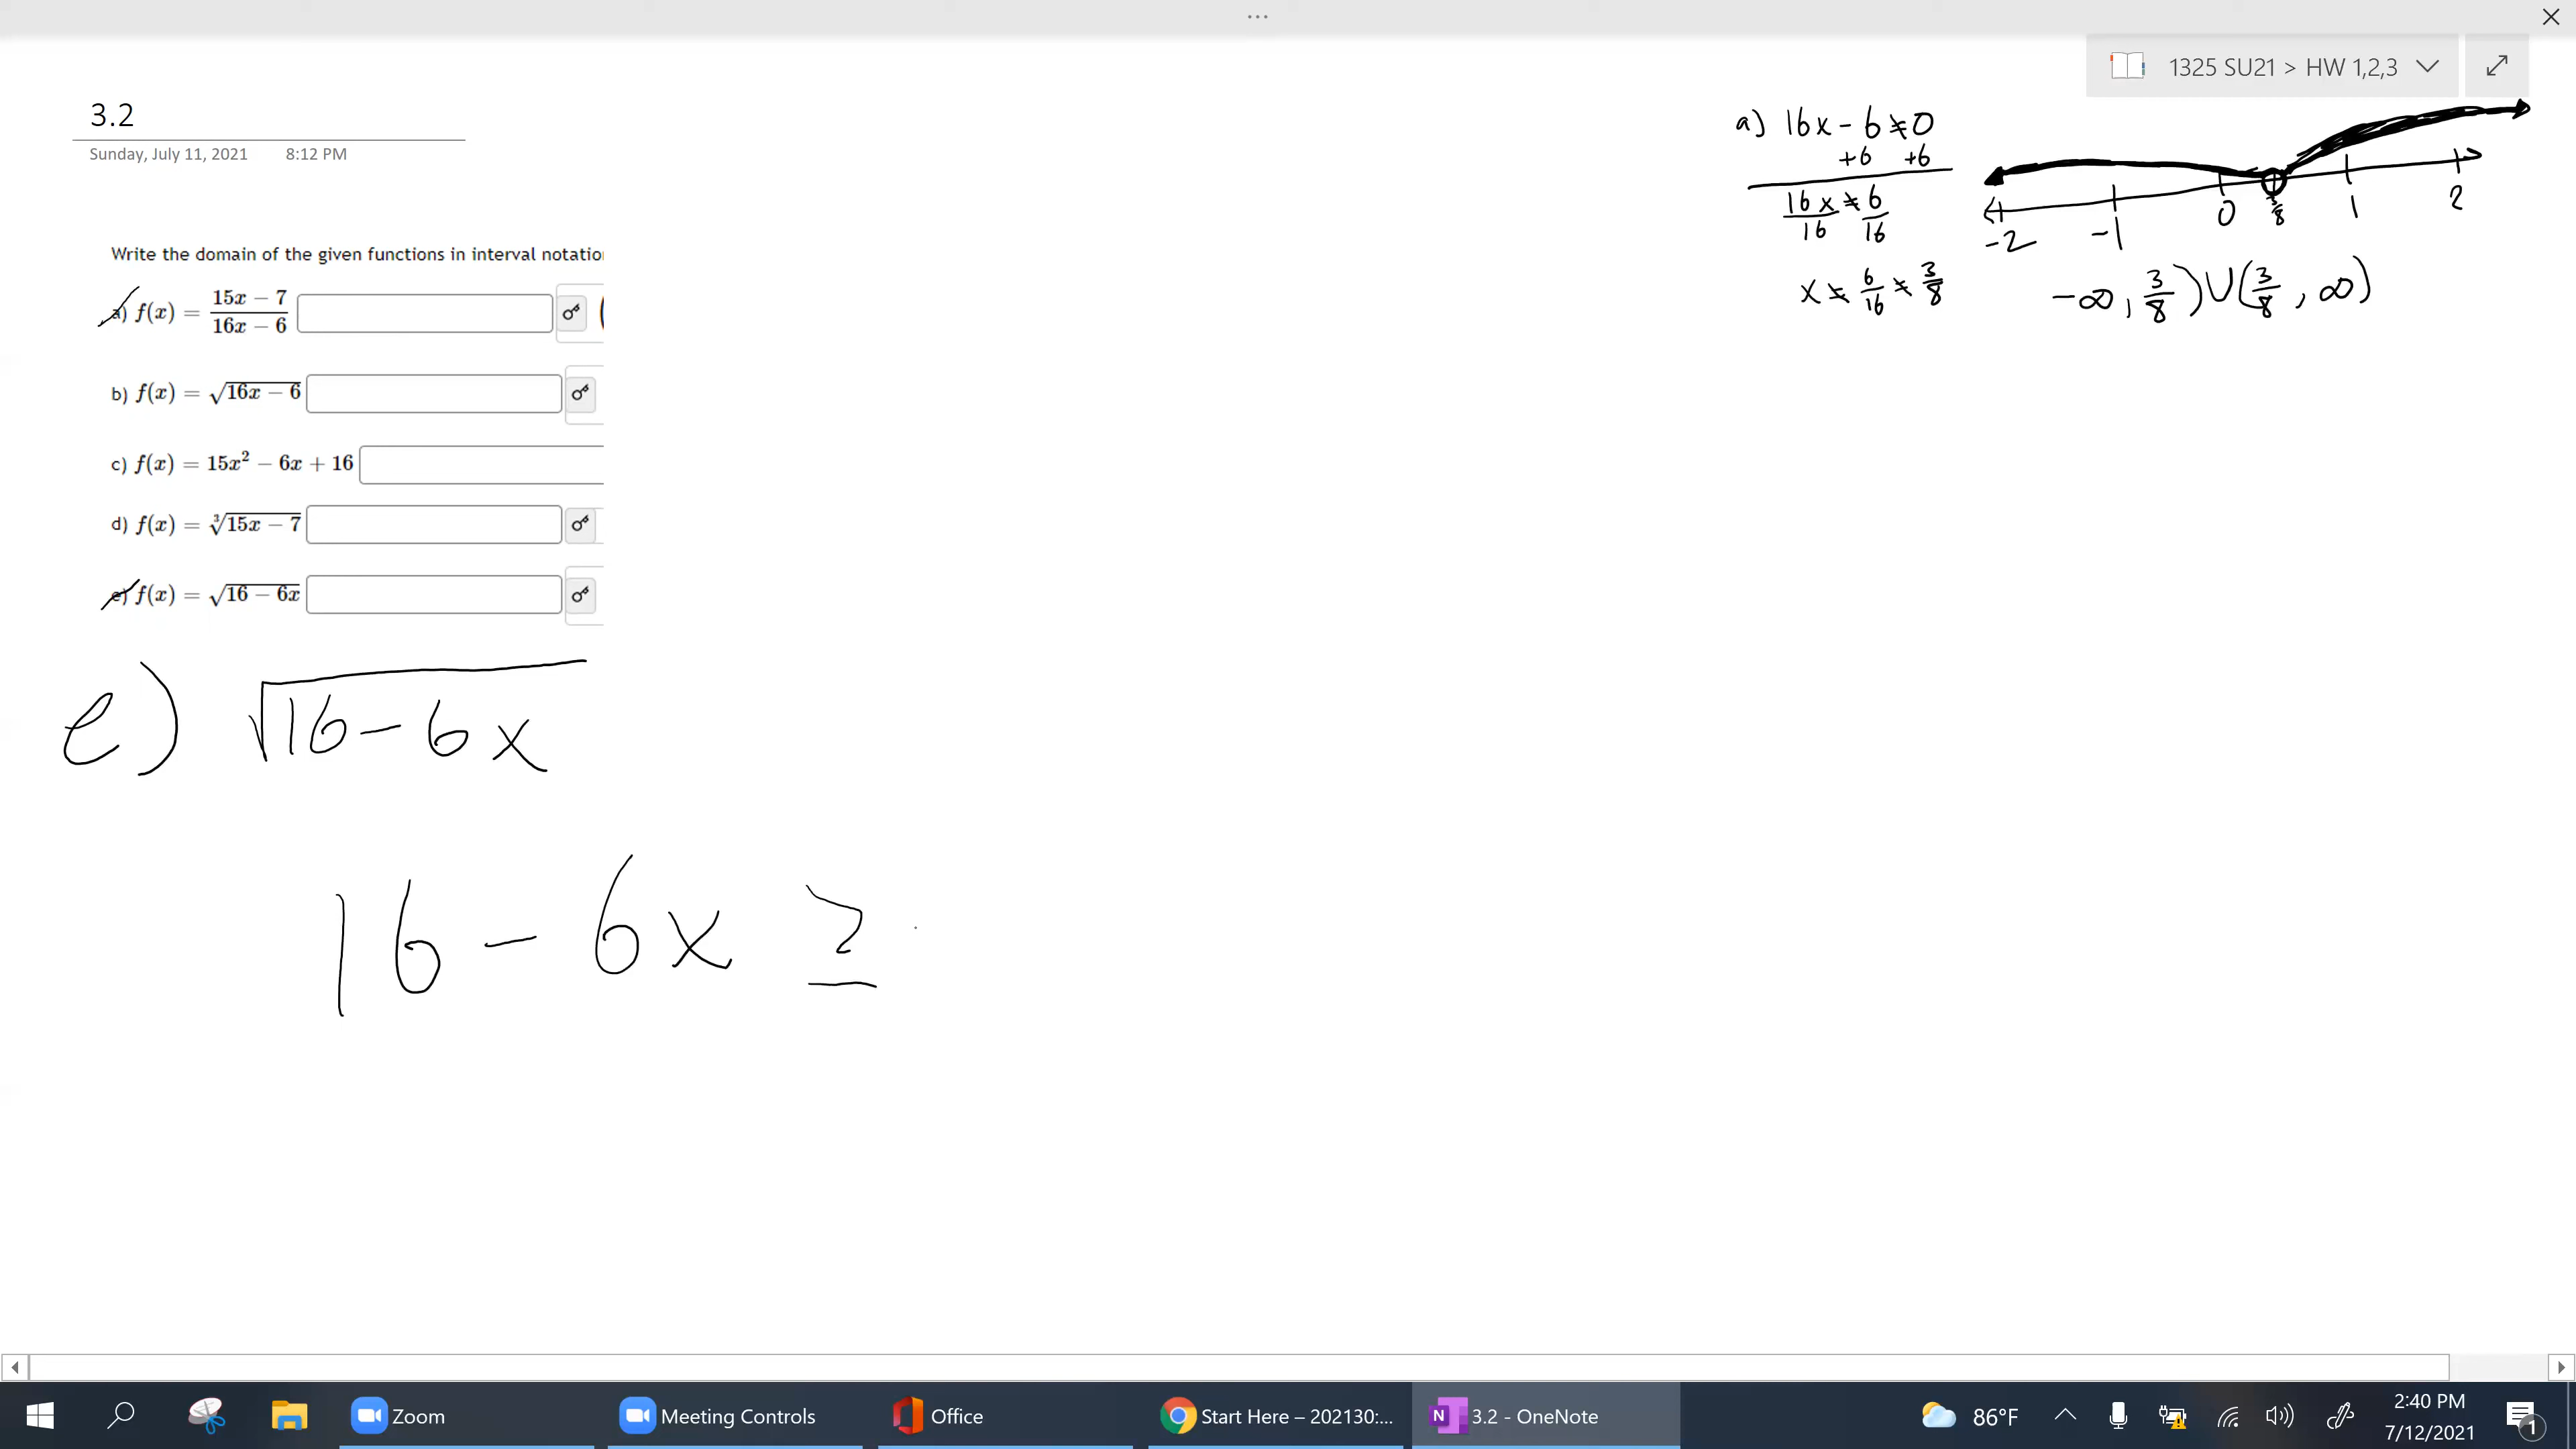 ...
1325 SU21 > HW 1,2,3
3.2
Sunday, July 11, 2021 8:12 PM
Write the domain of the given functions in interval notatio
a) f(x) = (15x − 7)/(16x − 6)
b) f(x) = √(16x − 6)
c) f(x) = 15x² − 6x + 16
d) f(x) = ∛(15x − 7)
e) f(x) = √(16 − 6x)
a) 16x - 6 ≠ 0
+6 +6
16x/16 ≠ 6/16
x ≠ 6/16 ≠ 3/8
-2 -1 0 3/8 1 2
-∞, 3/8) ∪ (3/8, ∞)
e) √(16-6x)
16 - 6x ≥
Zoom
Meeting Controls
Office
Start Here – 202130:...
N 3.2 - OneNote
86°F
2:40 PM
7/12/2021
1